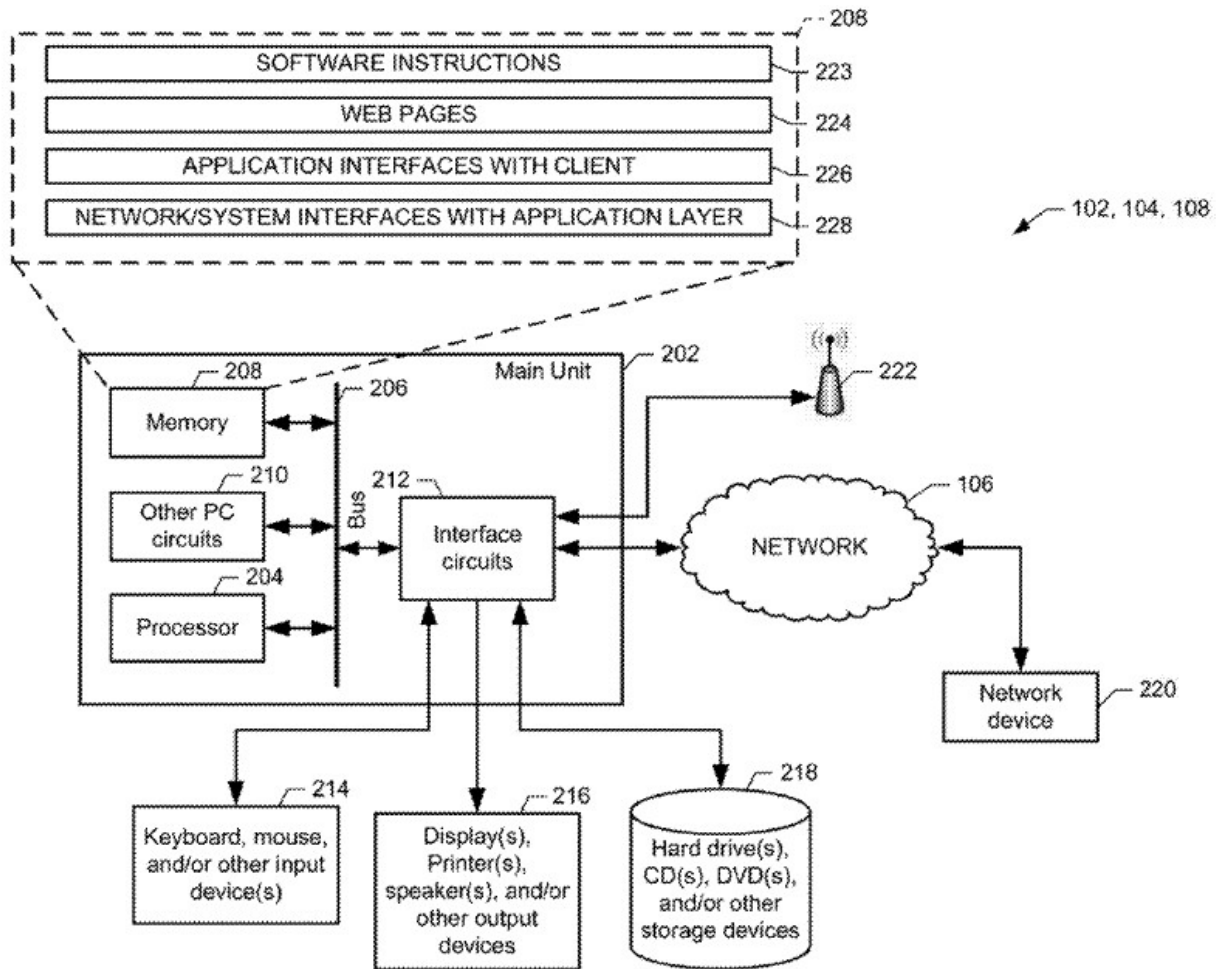 208
SOFTWARE INSTRUCTIONS
223
WEB PAGES
224
APPLICATION INTERFACES WITH CLIENT
226
NETWORK/SYSTEM INTERFACES WITH APPLICATION LAYER
228
102, 104, 108
202
Main Unit
208
Memory
206
222
210
Other PC
circuits
Bus
212
Interface
circuits
106
NETWORK
204
Processor
Network
device
220
214
Keyboard, mouse,
and/or other input
device(s)
216
Display(s),
Printer(s),
speaker(s), and/or
other output
devices
218
Hard drive(s),
CD(s), DVD(s),
and/or other
storage devices